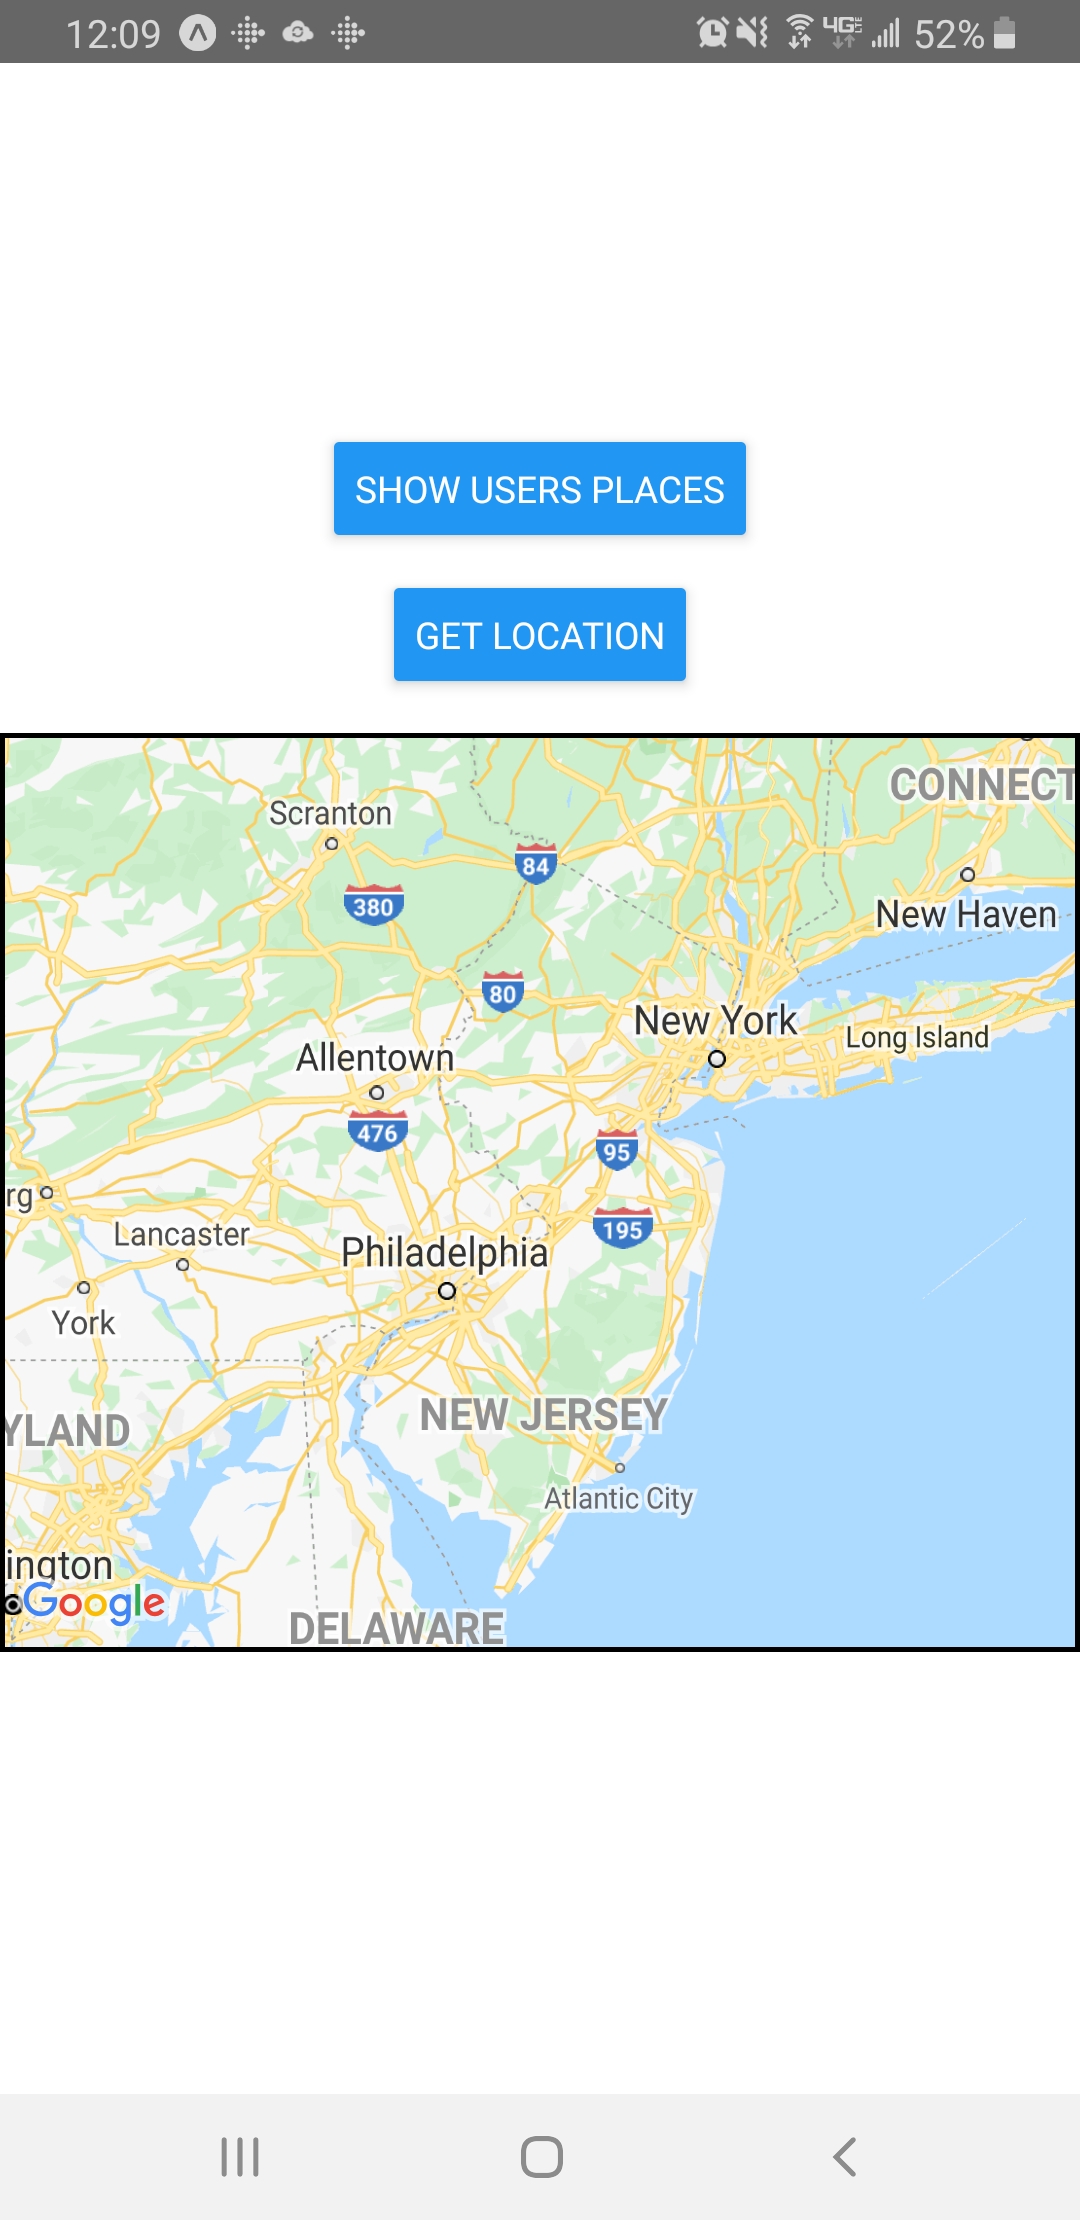 12:09
4G LTE
52%
SHOW USERS PLACES
GET LOCATION
CONNECT
Scranton
84
380
New Haven
80
New York
Long Island
Allentown
476
95
rg
195
Lancaster
Philadelphia
York
NEW JERSEY
YLAND
Atlantic City
ington
Google
DELAWARE